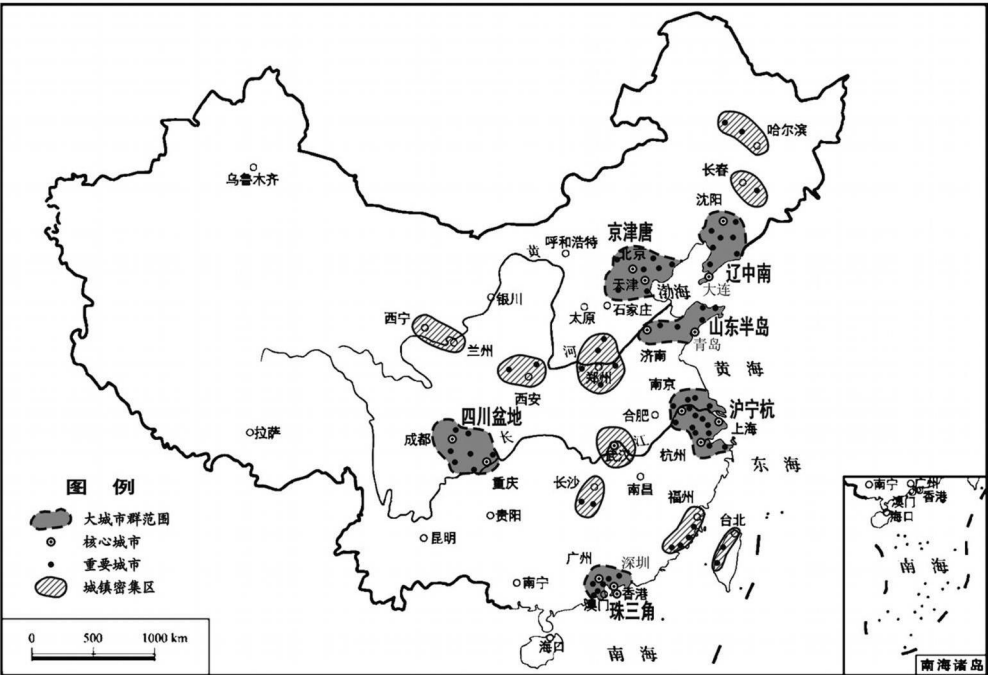 哈尔滨
长春
沈阳
乌鲁木齐
京津唐
呼和浩特
黄
北京
辽中南
天津
渤海
大连
银川
石家庄
太原
西宁
山东半岛
兰州
河
济南
青岛
黄 海
郑州
南京
西安
沪宁杭
四川盆地
合肥
上海
拉萨
成都
长
江
武汉
杭州
东 海
重庆
长沙
南昌
图 例
福州
台北
大城市群范围
贵阳
核心城市
昆明
重要城市
广州
深圳
城镇密集区
南宁
香港
澳门
珠三角
海口
南 海
0 500 1000 km
南宁
广州
香港
澳门
海口
南 海
南海诸岛